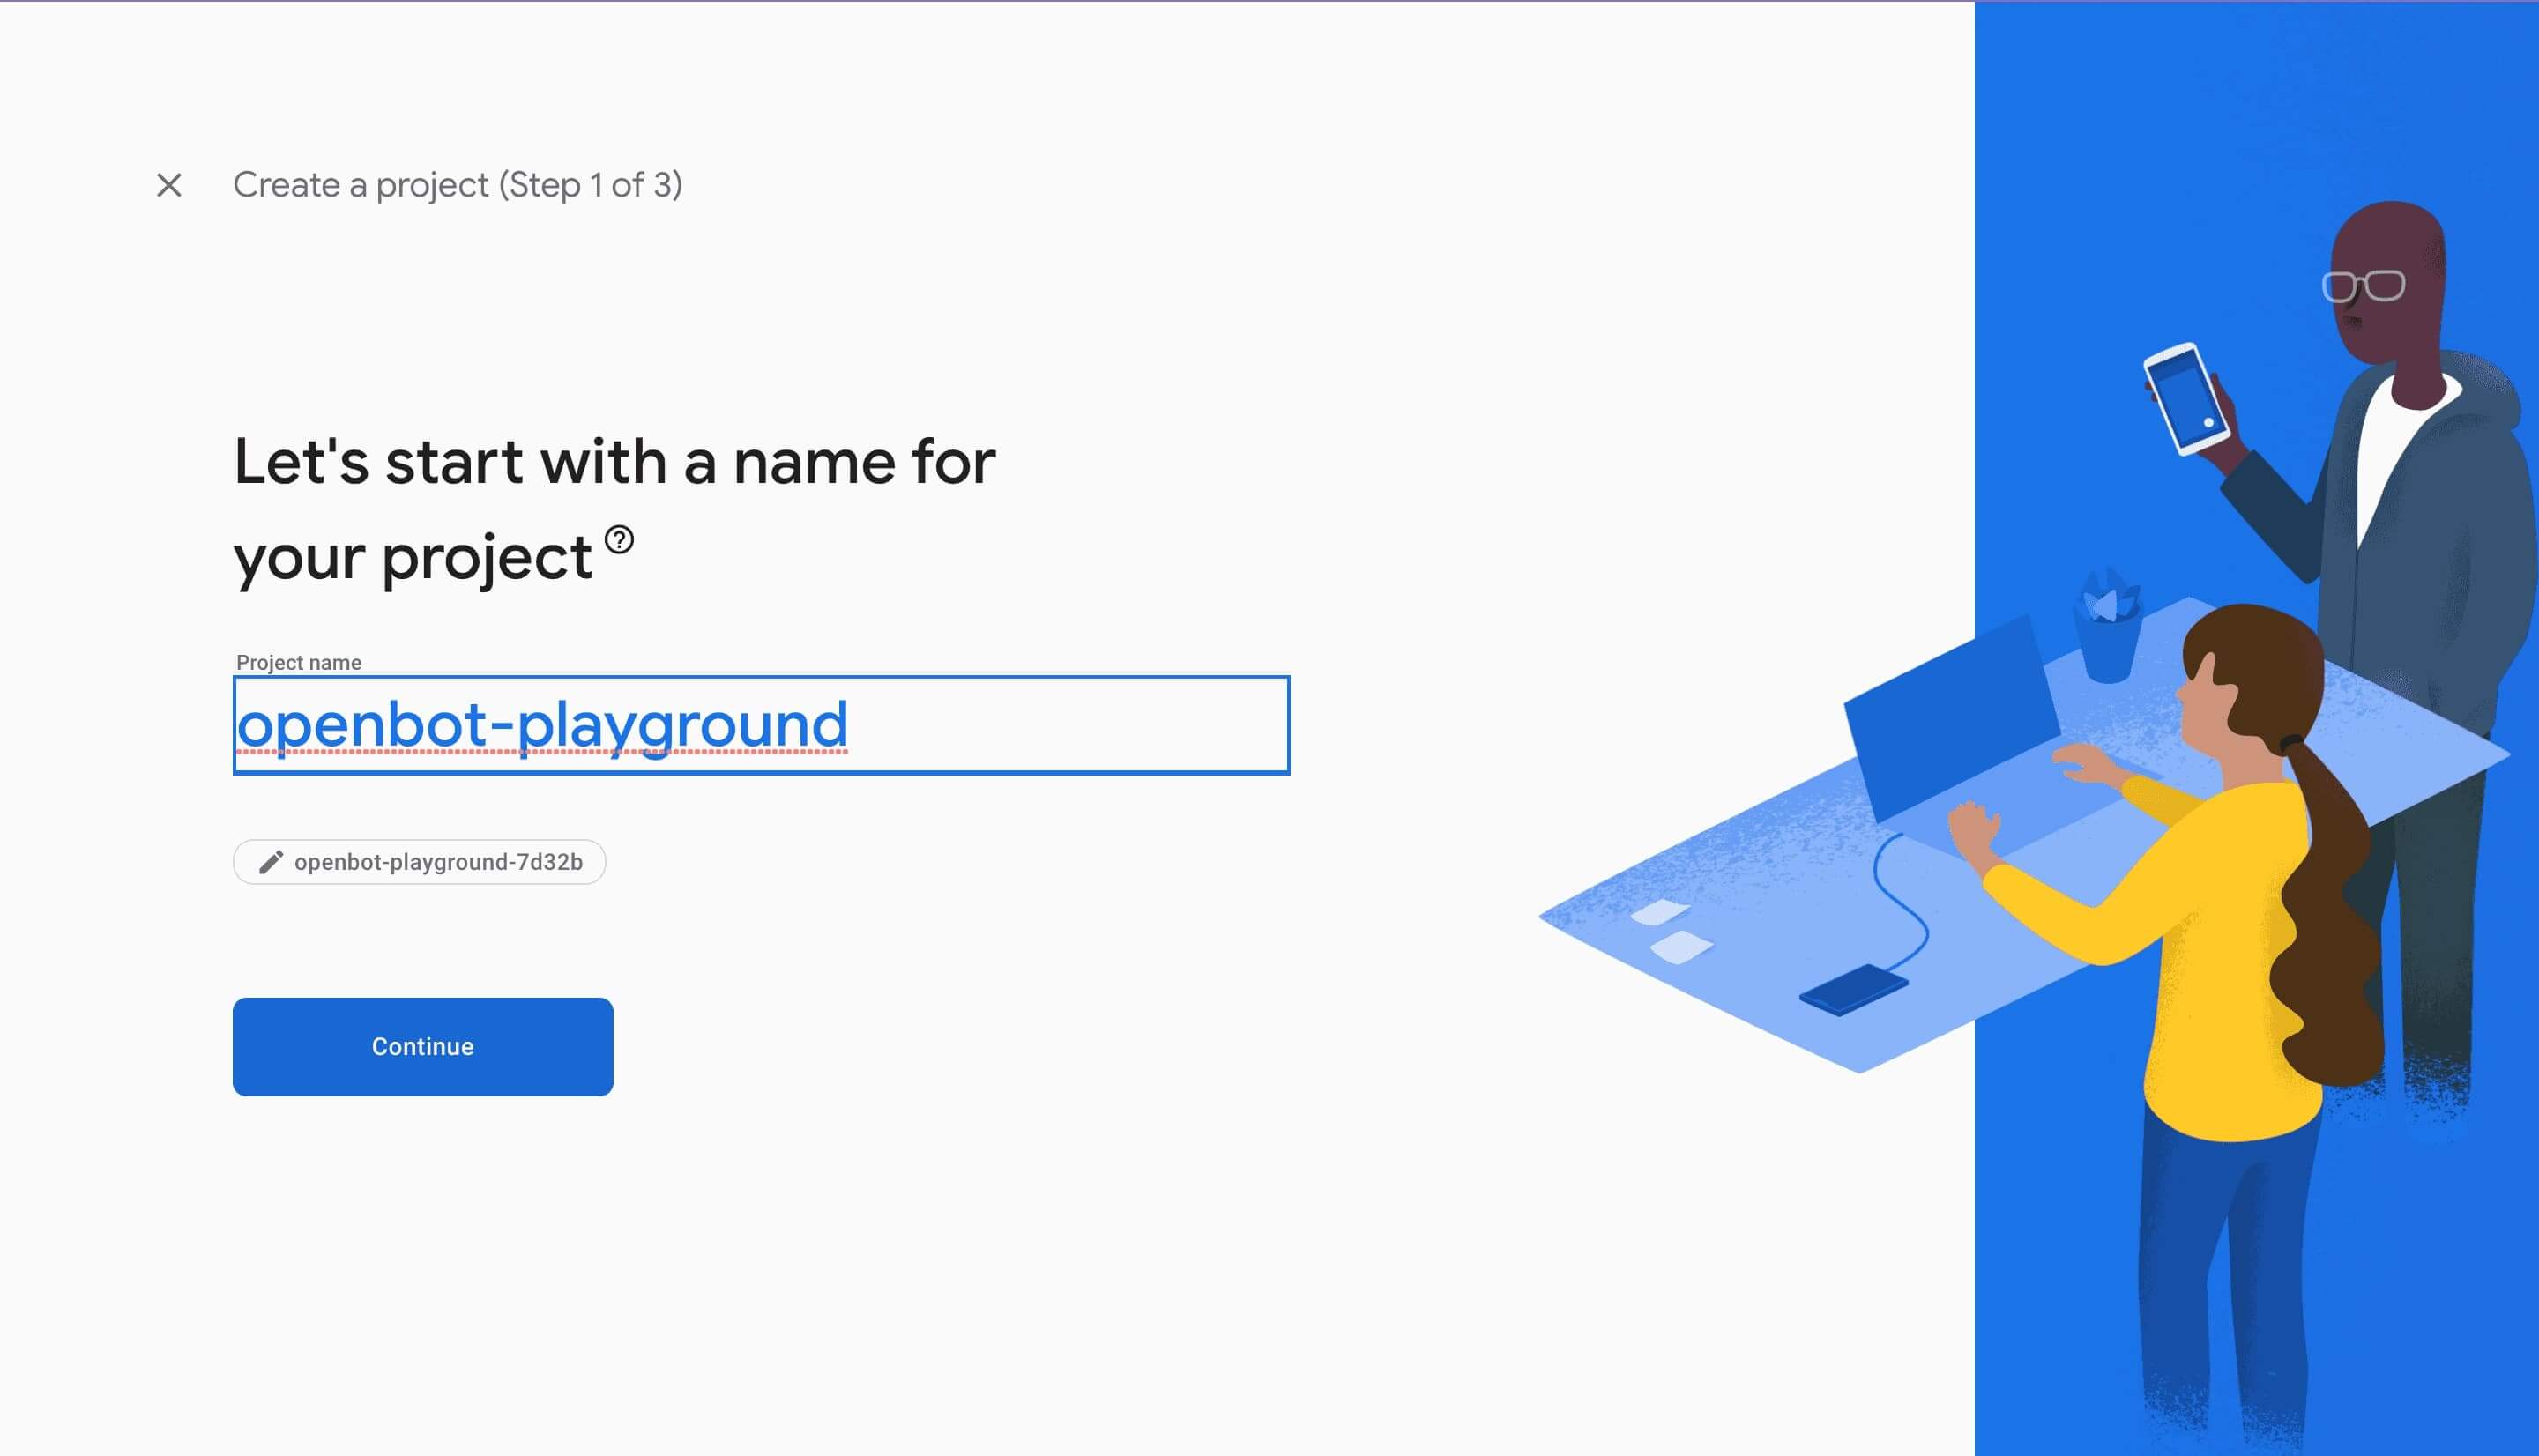 Create a project (Step 1 of 3)
Let's start with a name for
your project
Project name
openbot-playground
openbot-playground-7d32b
Continue